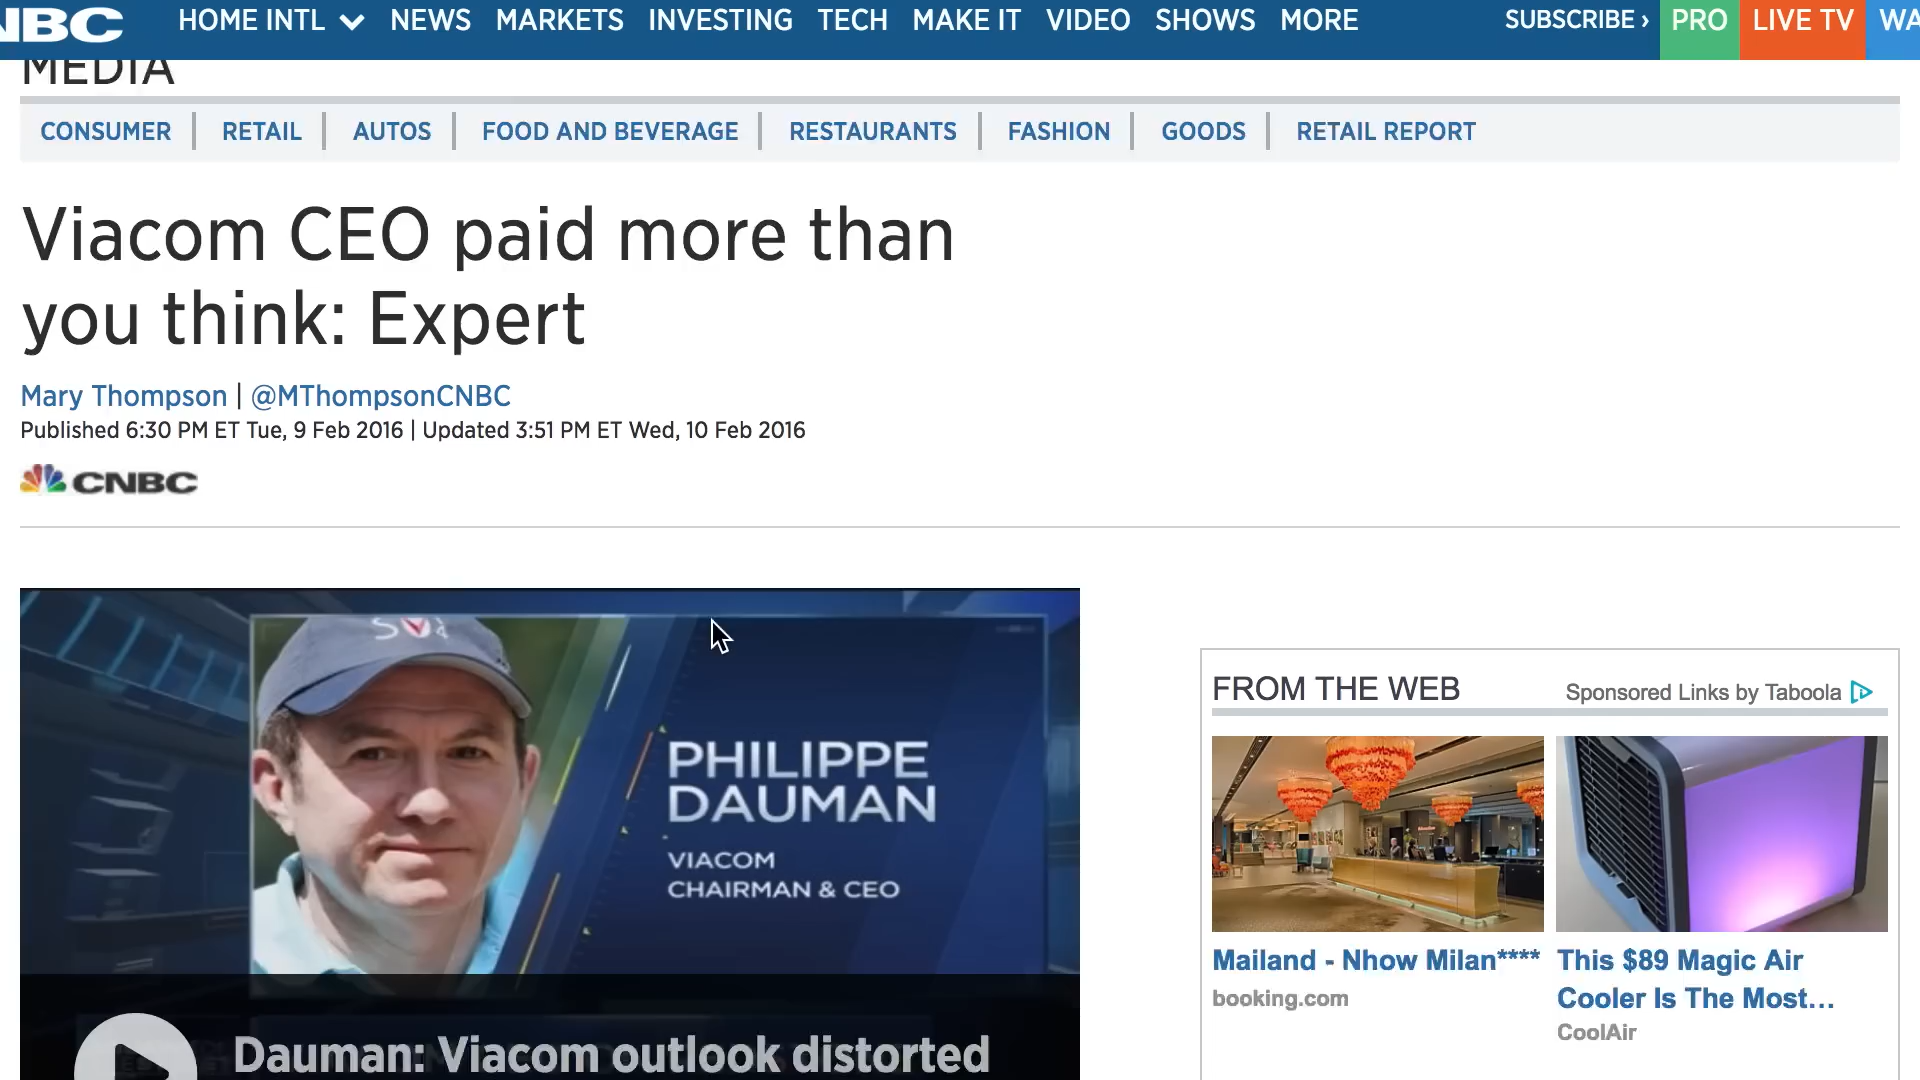 NBC
HOME INTL NEWS MARKETS INVESTING TECH MAKE IT VIDEO SHOWS MORE SUBSCRIBE › PRO LIVE TV WA
MEDIA
CONSUMER RETAIL AUTOS FOOD AND BEVERAGE RESTAURANTS FASHION GOODS RETAIL REPORT
Viacom CEO paid more than
you think: Expert
Mary Thompson | @MThompsonCNBC
Published 6:30 PM ET Tue, 9 Feb 2016 | Updated 3:51 PM ET Wed, 10 Feb 2016
CNBC
PHILIPPE
DAUMAN
VIACOM
CHAIRMAN & CEO
Dauman: Viacom outlook distorted
FROM THE WEB
Sponsored Links by Taboola
Mailand - Nhow Milan****
booking.com
This $89 Magic Air
Cooler Is The Most...
CoolAir